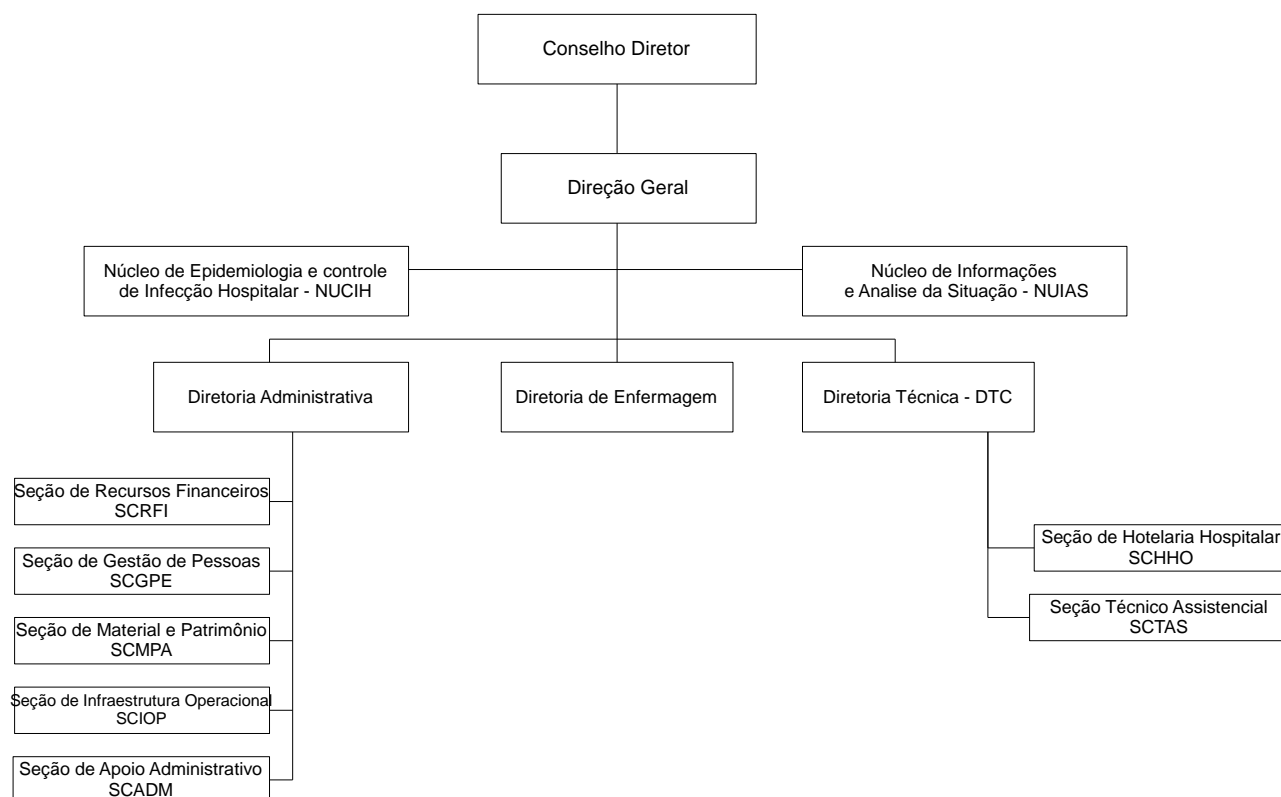 Conselho Diretor
Direção Geral
Núcleo de Epidemiologia e controle
de Infecção Hospitalar - NUCIH
Núcleo de Informações
e Analise da Situação - NUIAS
Diretoria Administrativa
Diretoria de Enfermagem
Diretoria Técnica - DTC
Seção de Recursos Financeiros
SCRFI
Seção de Gestão de Pessoas
SCGPE
Seção de Material e Patrimônio
SCMPA
Seção de Infraestrutura Operacional
SCIOP
Seção de Apoio Administrativo
SCADM
Seção de Hotelaria Hospitalar
SCHHO
Seção Técnico Assistencial
SCTAS